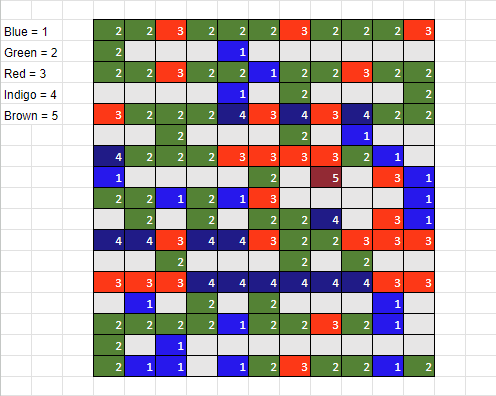 Blue = 1 2 2 3 2 2 2 3 2 2 2 3
Green = 2 2 1
Red = 3 2 2 3 2 2 1 2 2 3 2 2
Indigo = 4 1 2 2
Brown = 5 3 2 2 2 4 3 4 3 4 2 2
2 2 1
4 2 2 2 3 3 3 3 2 1
1 2 5 3 1
2 2 1 2 1 3 1
2 2 2 2 4 3 1
4 4 3 4 4 3 2 2 3 3 3
2 2 2
3 3 3 4 4 4 4 4 4 3 3
1 2 2 1
2 2 2 2 1 2 2 3 2 1
2 1
2 1 1 1 2 3 2 2 1 2